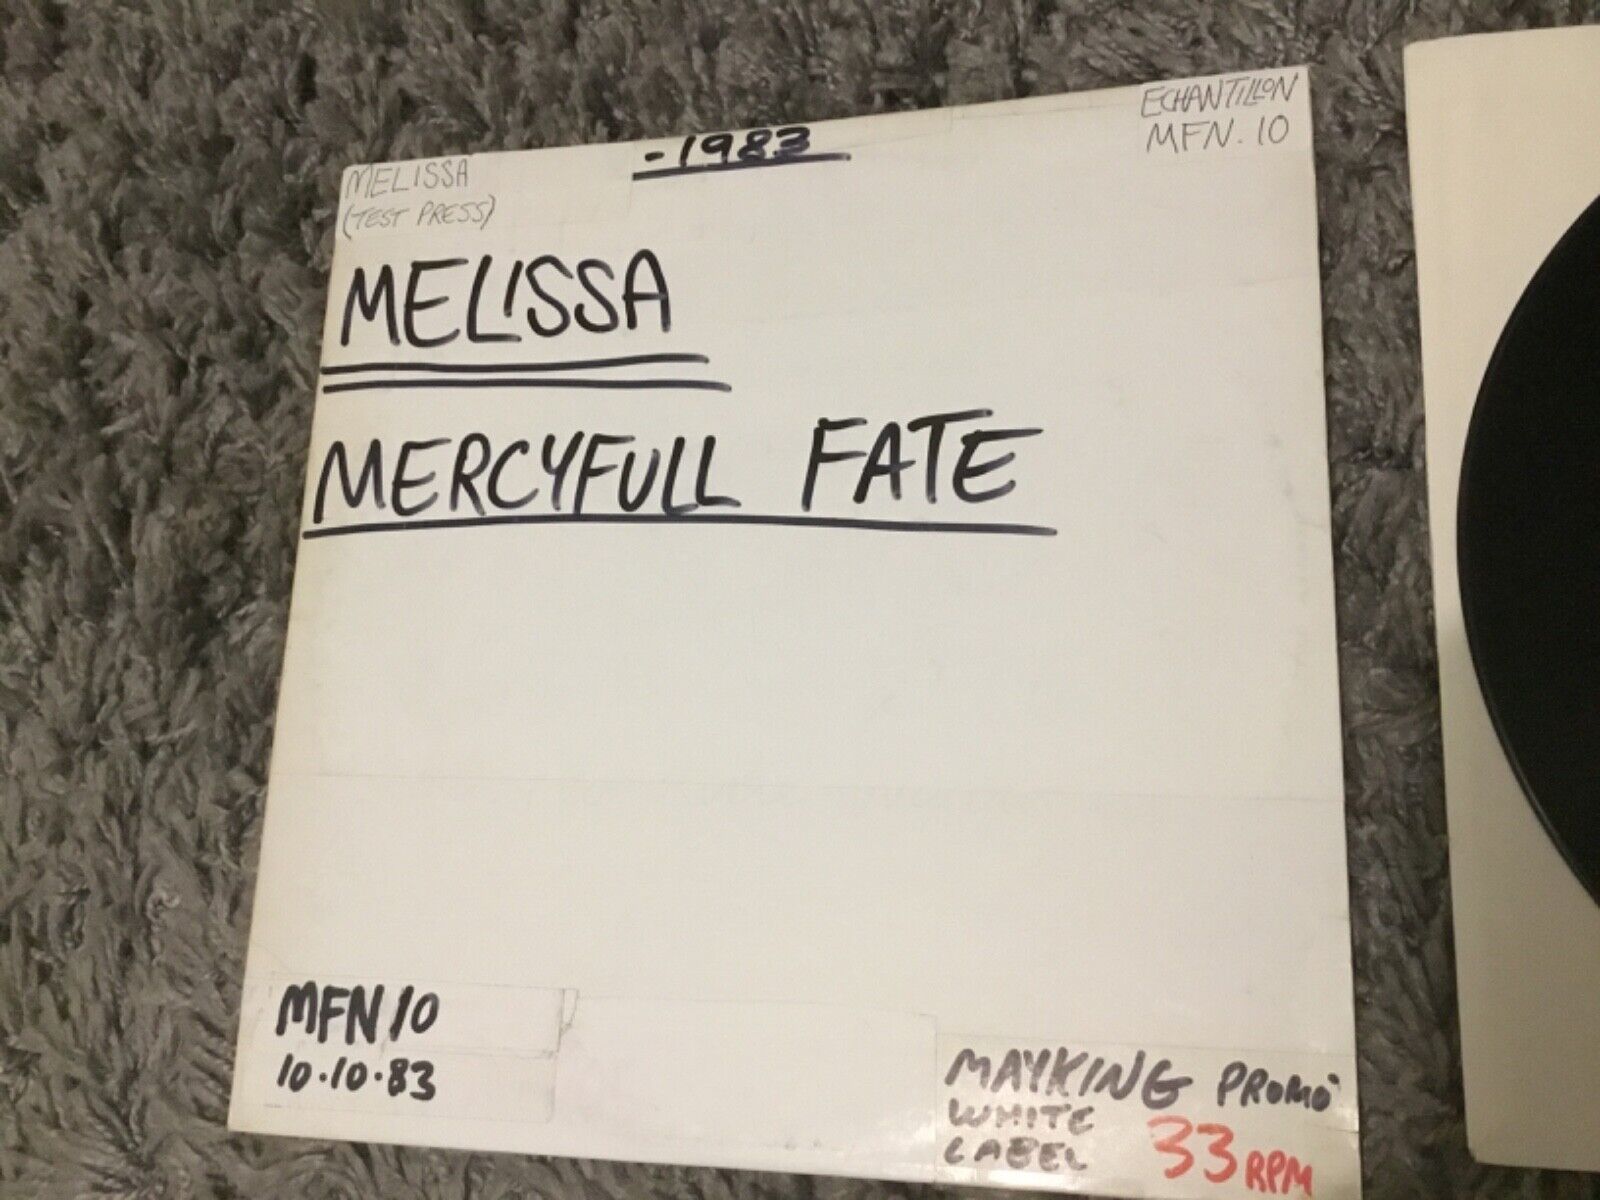 MELISSA
(TEST PRESS)
- 1983
ECHANTILLON
MFN. 10
MELISSA
MERCYFULL FATE
MFN 10
10.10.83
MAYKING PROMO
WHITE
LABEL
33 RPM